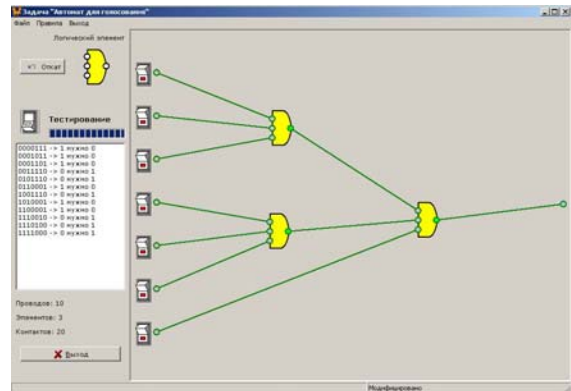 Задача "Автомат для голосования"
Файл Правила Выход
Логический элемент
Откат
Тестирование
0000111 -> 1 нужно 0
0001011 -> 1 нужно 0
0001101 -> 1 нужно 0
0011110 -> 0 нужно 1
0101110 -> 0 нужно 1
0110001 -> 1 нужно 0
1001110 -> 0 нужно 1
1010001 -> 1 нужно 0
1100001 -> 1 нужно 0
1110010 -> 0 нужно 1
1110100 -> 0 нужно 1
1111000 -> 0 нужно 1
Проводов: 10
Элементов: 3
Контактов: 20
Выход
Модифицировано